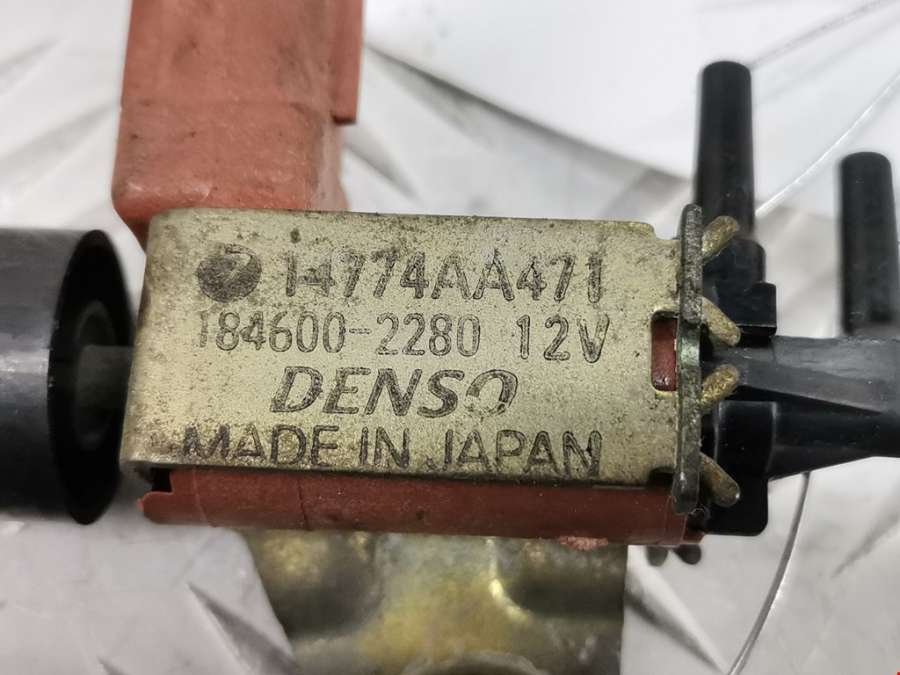 14774AA471
184600-2280 12V
DENSO
MADE IN JAPAN